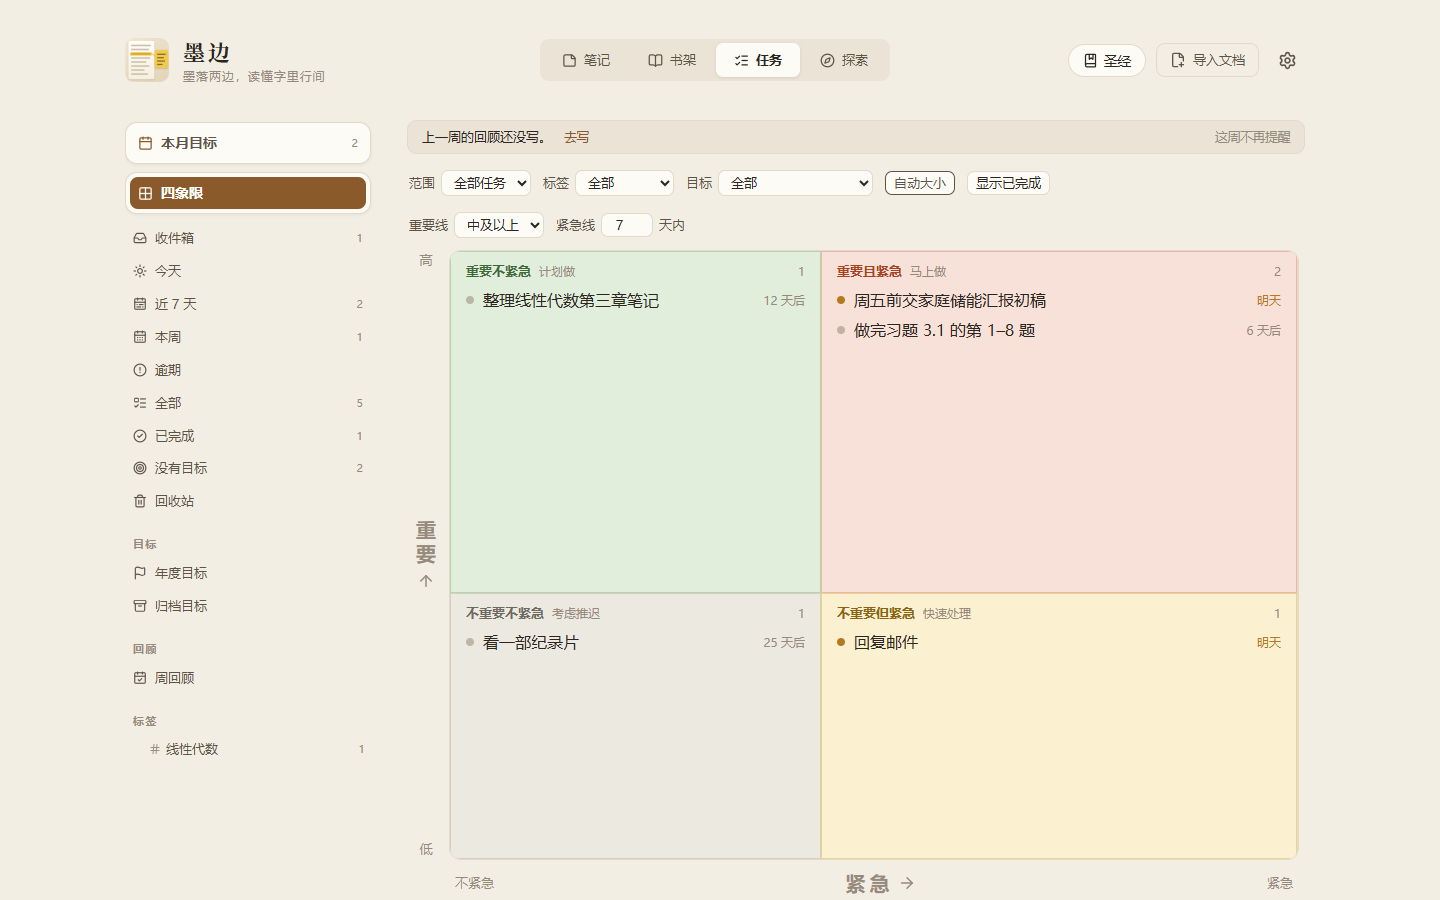 墨边
墨落两边，读懂字里行间
笔记 书架 任务 探索
圣经 导入文档
本月目标 2
四象限
收件箱 1
今天
近 7 天 2
本周 1
逾期
全部 5
已完成 1
没有目标 2
回收站
目标
年度目标
归档目标
回顾
周回顾
标签
# 线性代数 1
上一周的回顾还没写。 去写 这周不再提醒
范围 全部任务 标签 全部 目标 全部 自动大小 显示已完成
重要线 中及以上 紧急线 7 天内
高
重要 ↑
低
重要不紧急 计划做 1
整理线性代数第三章笔记 12 天后
重要且紧急 马上做 2
周五前交家庭储能汇报初稿 明天
做完习题 3.1 的第 1–8 题 6 天后
不重要不紧急 考虑推迟 1
看一部纪录片 25 天后
不重要但紧急 快速处理 1
回复邮件 明天
不紧急 紧急 → 紧急